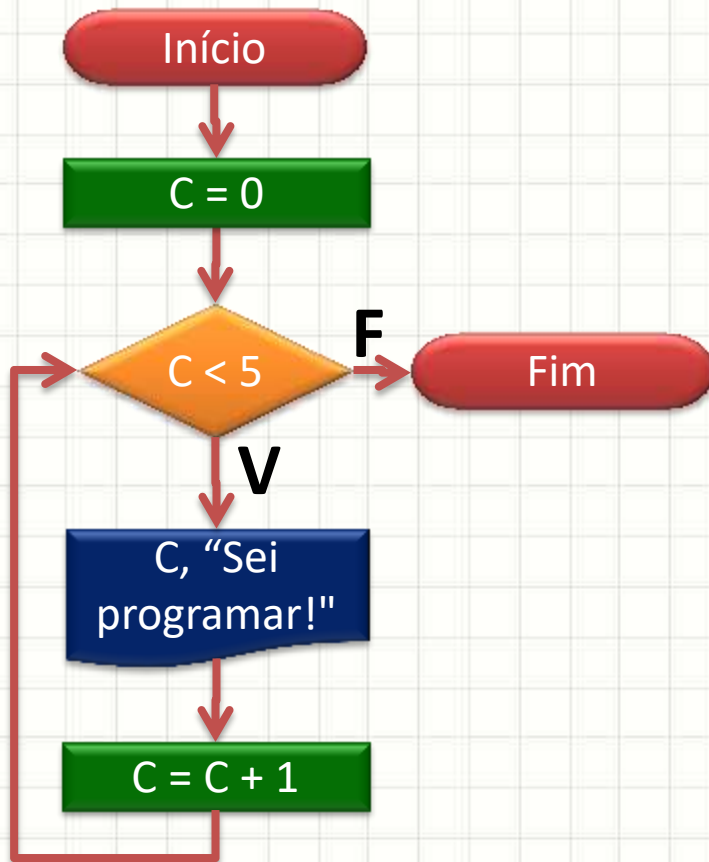 Início
C = 0
C < 5
F
Fim
V
C, “Sei
programar!"
C = C + 1